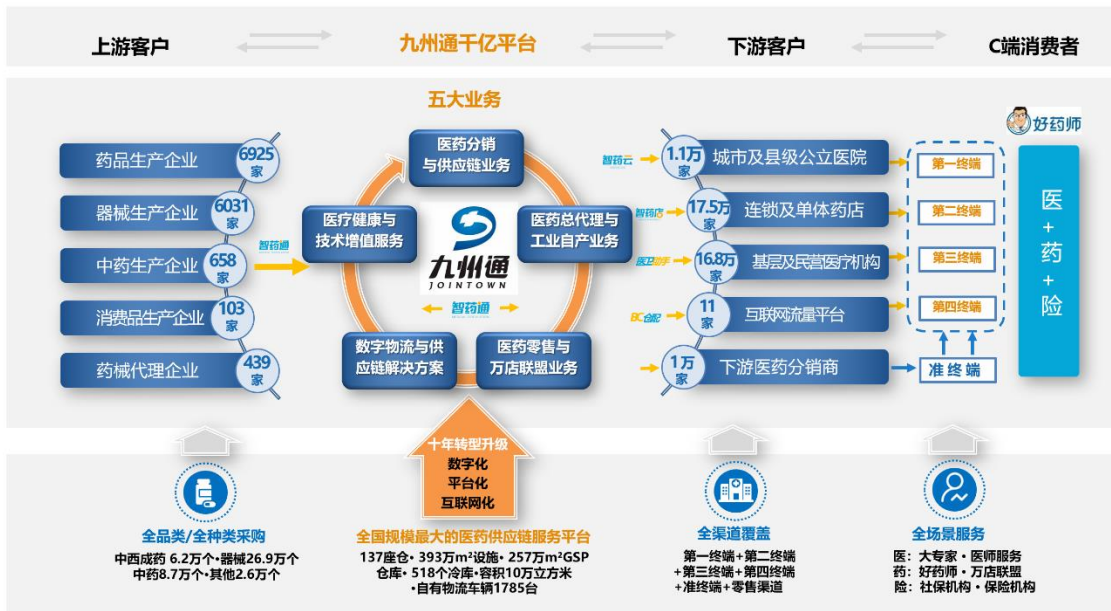 上游客户
九州通千亿平台
下游客户
C端消费者
五大业务
药品生产企业
6925
家
器械生产企业
6031
家
中药生产企业
658
家
消费品生产企业
103
家
药械代理企业
439
家
智药通
医药分销
与供应链业务
医疗健康与
技术增值服务
医药总代理与
工业自产业务
九州通
JOINTOWN
智药通
数字物流与供
应链解决方案
医药零售与
万店联盟业务
智药云
1.1万
家
城市及县级公立医院
智药店
17.5万
家
连锁及单体药店
医卫助手
16.8万
家
基层及民营医疗机构
BC仓配
11
家
互联网流量平台
1万
家
下游医药分销商
第一终端
第二终端
第三终端
第四终端
准终端
好药师
医
+
药
+
险
十年转型升级
数字化
平台化
互联网化
全品类/全种类采购
中西成药 6.2万个•器械26.9万个
中药8.7万个•其他2.6万个
全国规模最大的医药供应链服务平台
137座仓• 393万m²设施• 257万m²GSP
仓库• 518个冷库•容积10万立方米
•自有物流车辆1785台
全渠道覆盖
第一终端+第二终端
+第三终端+第四终端
+准终端+零售渠道
全场景服务
医：大专家・医师服务
药：好药师・万店联盟
险：社保机构・保险机构